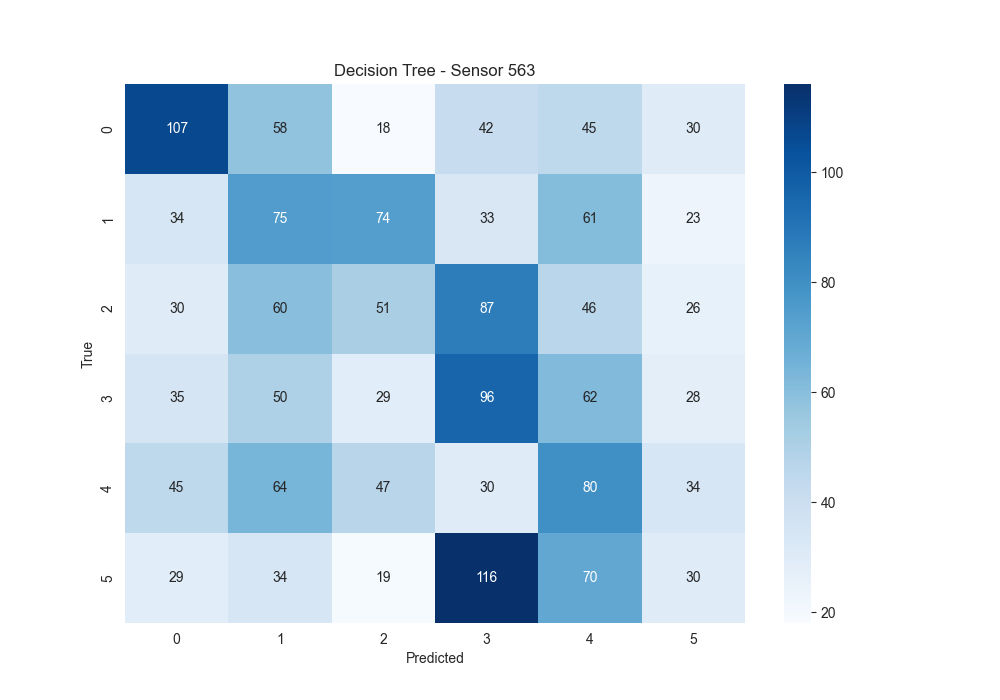 Decision Tree - Sensor 563
0 107 58 18 42 45 30
1 34 75 74 33 61 23
2 30 60 51 87 46 26
3 35 50 29 96 62 28
4 45 64 47 30 80 34
5 29 34 19 116 70 30
True
0 1 2 3 4 5
Predicted
100
80
60
40
20